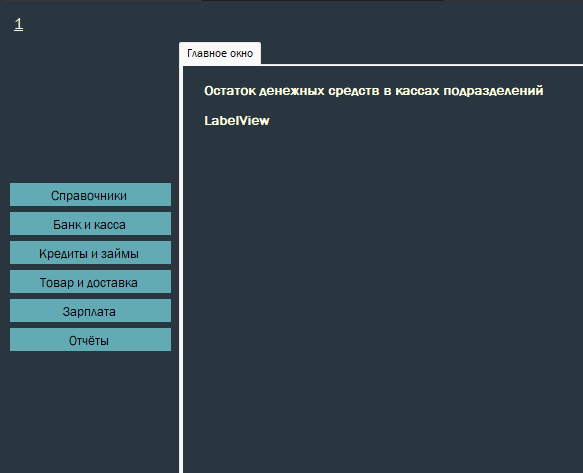 1
Главное окно
Остаток денежных средств в кассах подразделений
LabelView
Справочники
Банк и касса
Кредиты и займы
Товар и доставка
Зарплата
Отчёты